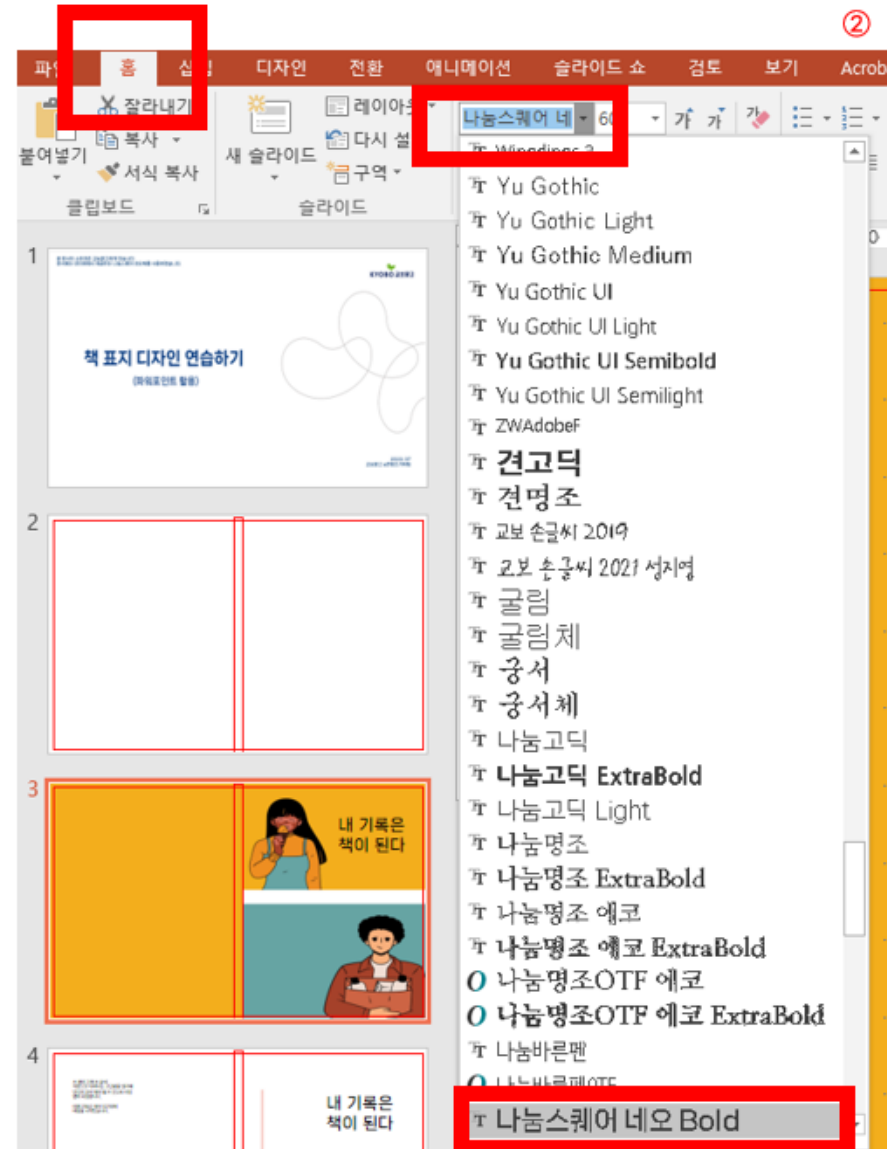 ②
홈 디자인 전환 애니메이션 슬라이드 쇼 검토 보기 Acrob
잘라내기
복사
서식 복사
붙여넣기
클립보드
새 슬라이드
레이아웃
다시 설
구역
슬라이드
나눔스퀘어 네
Yu Gothic
Yu Gothic Light
Yu Gothic Medium
Yu Gothic UI
Yu Gothic UI Light
Yu Gothic UI Semibold
Yu Gothic UI Semilight
ZWAdobeF
견고딕
견명조
교보 손글씨 2019
교보 손글씨 2021 성지영
굴림
굴림체
궁서
궁서체
나눔고딕
나눔고딕 ExtraBold
나눔고딕 Light
나눔명조
나눔명조 ExtraBold
나눔명조 에코
나눔명조 에코 ExtraBold
나눔명조OTF 에코
나눔명조OTF 에코 ExtraBold
나눔바른펜
나눔스퀘어 네오 Bold
1
책 표지 디자인 연습하기
(파워포인트 활용)
2
3
내 기록은
책이 된다
4
내 기록은
책이 된다